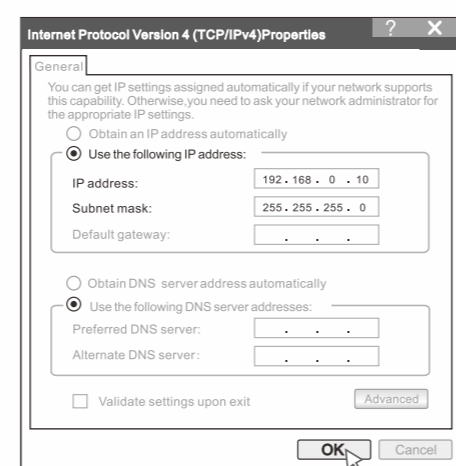 Internet Protocol Version 4 (TCP/IPv4)Properties ? X
General
You can get IP settings assigned automatically if your network supports
this capability. Otherwise,you need to ask your network administrator for
the appropriate IP settings.
Obtain an IP address automatically
Use the following IP address:
IP address: 192 . 168 . 0 . 10
Subnet mask: 255 . 255 . 255 . 0
Default gateway: . . .
Obtain DNS server address automatically
Use the following DNS server addresses:
Preferred DNS server: . . .
Alternate DNS server: . . .
Validate settings upon exit
Advanced
OK
Cancel